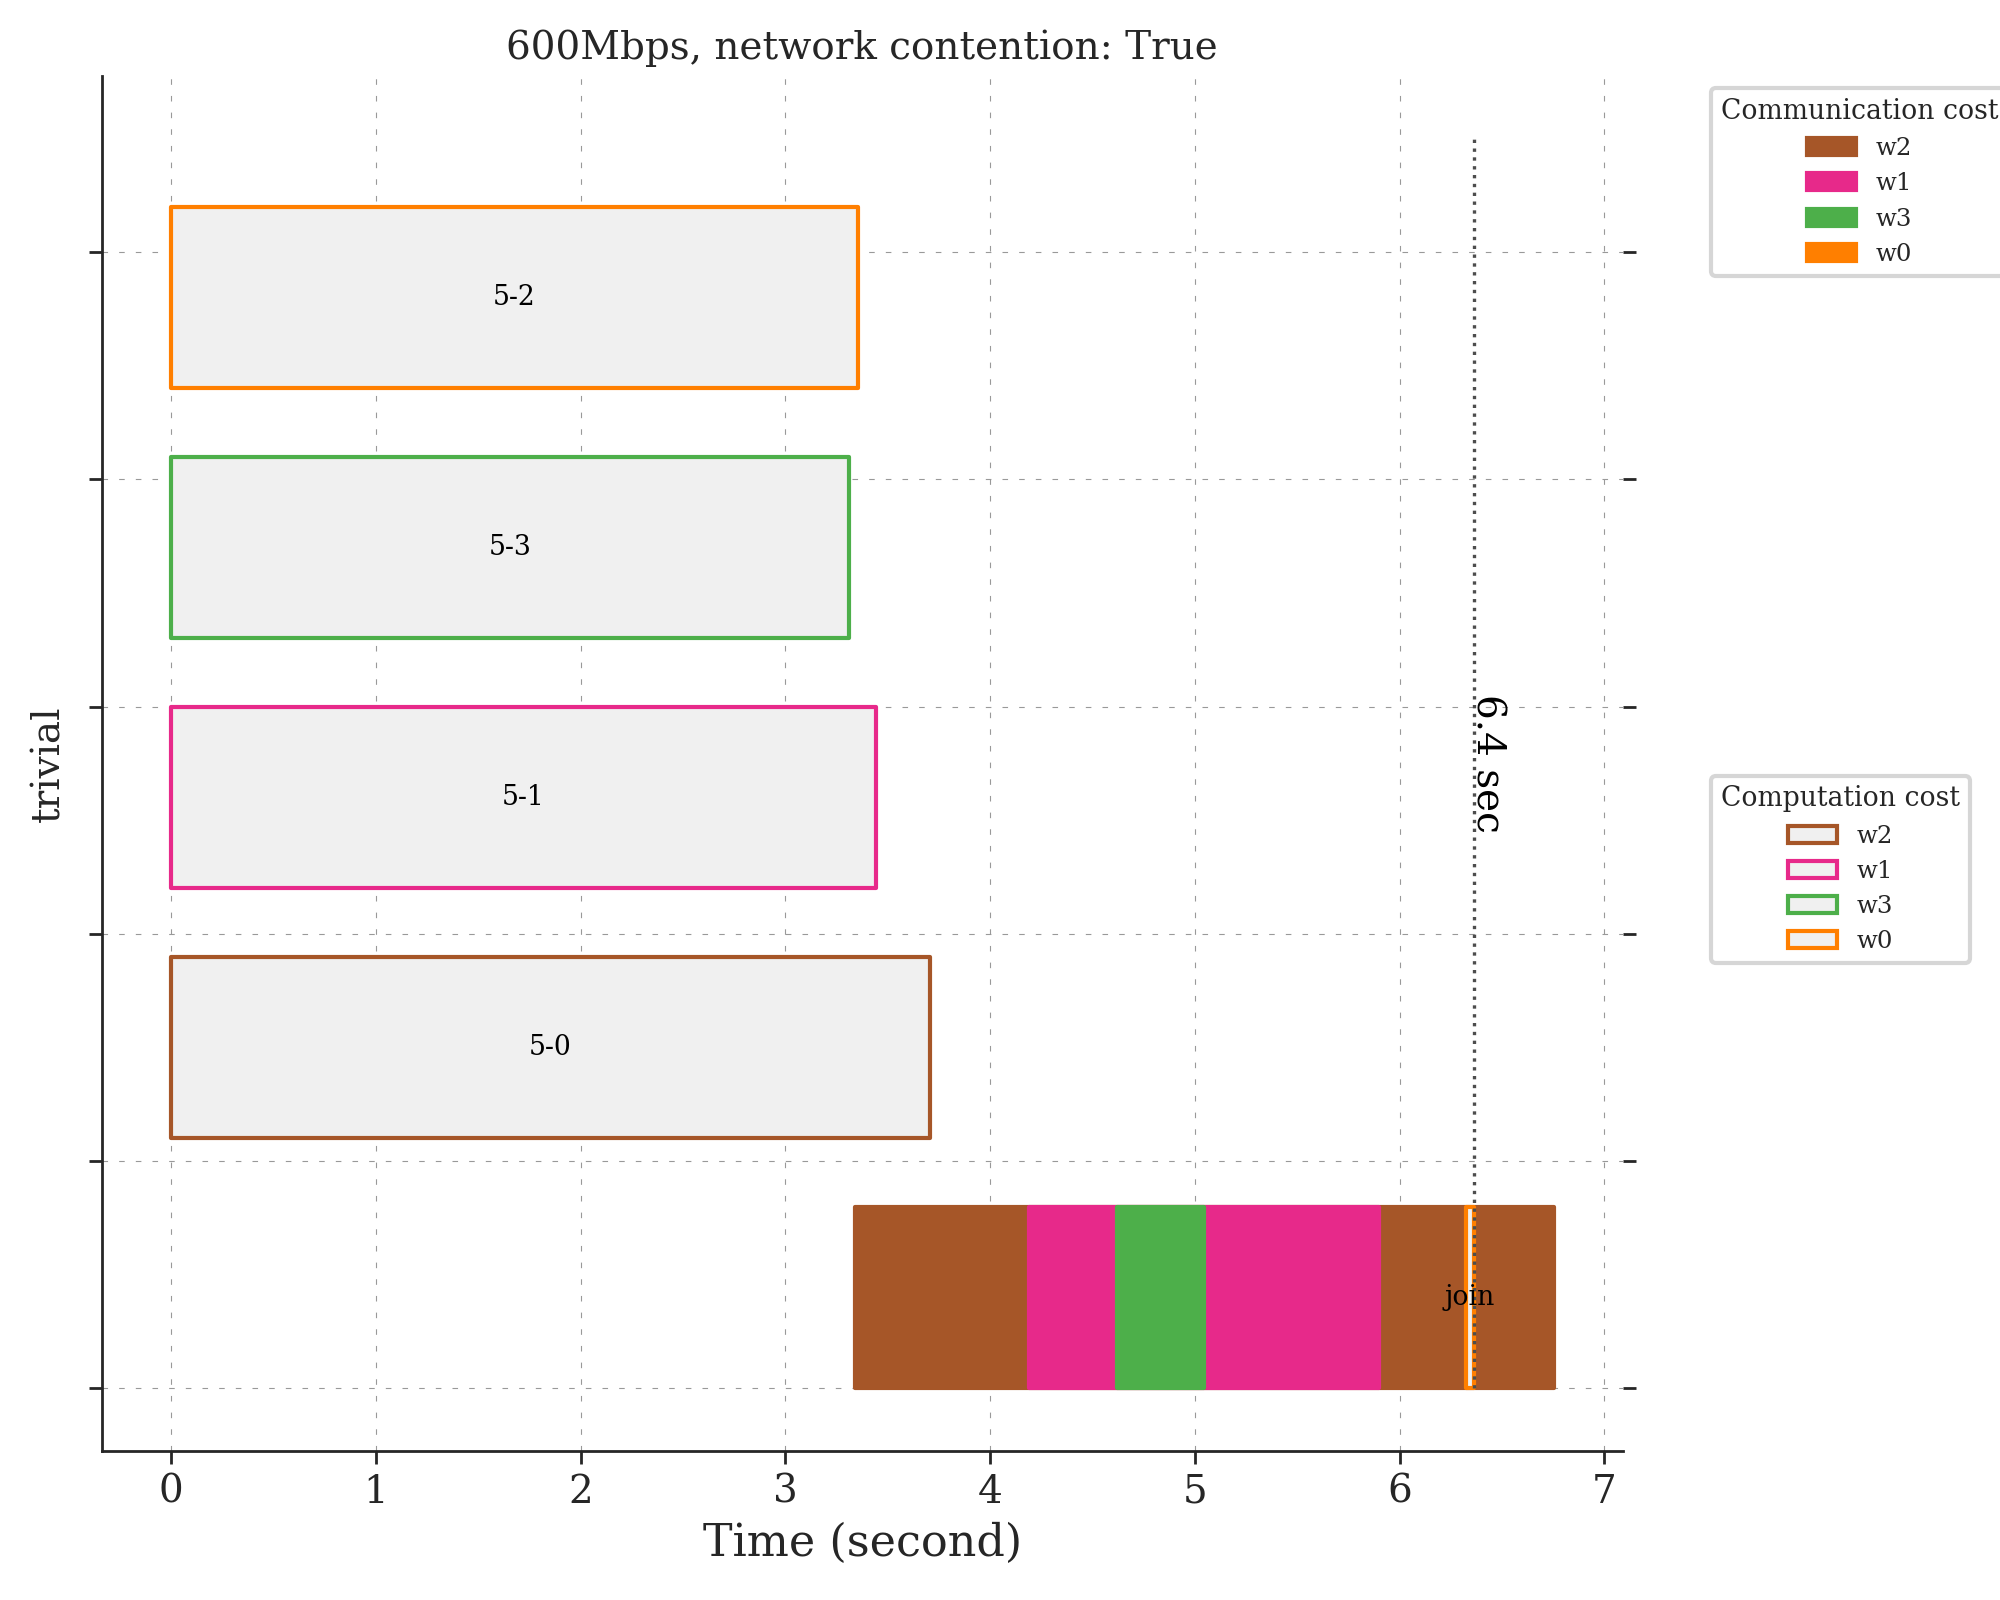 600Mbps, network contention: True
Communication cost
w2
w1
w3
w0
5-2
5-3
5-1
5-0
join
6.4 sec
trivial
Computation cost
w2
w1
w3
w0
0 1 2 3 4 5 6 7
Time (second)